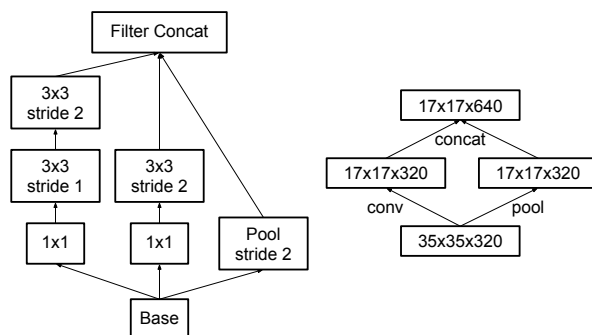 Filter Concat
3x3
stride 2
3x3
stride 1
3x3
stride 2
1x1
1x1
Pool
stride 2
Base
17x17x640
concat
17x17x320
17x17x320
conv
pool
35x35x320